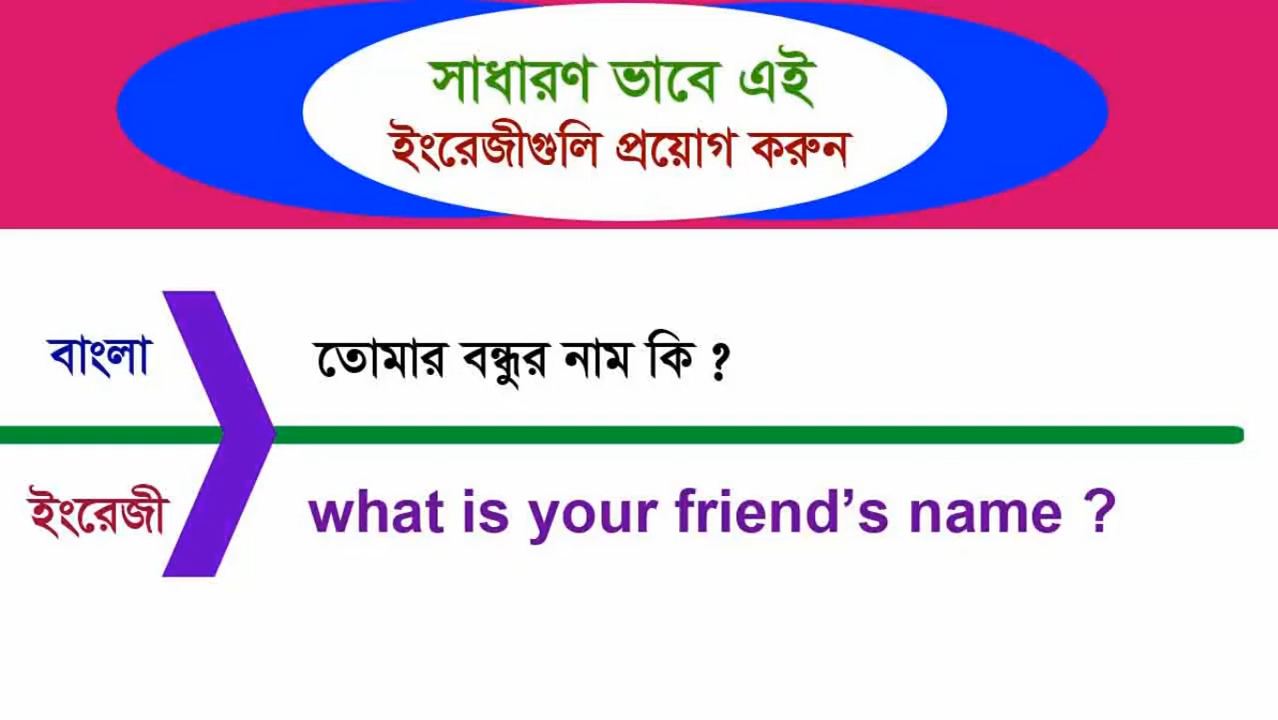 সাধারণ ভাবে এই
ইংরেজীগুলি প্রয়োগ করুন
বাংলা
তোমার বন্ধুর নাম কি ?
ইংরেজী
what is your friend’s name ?